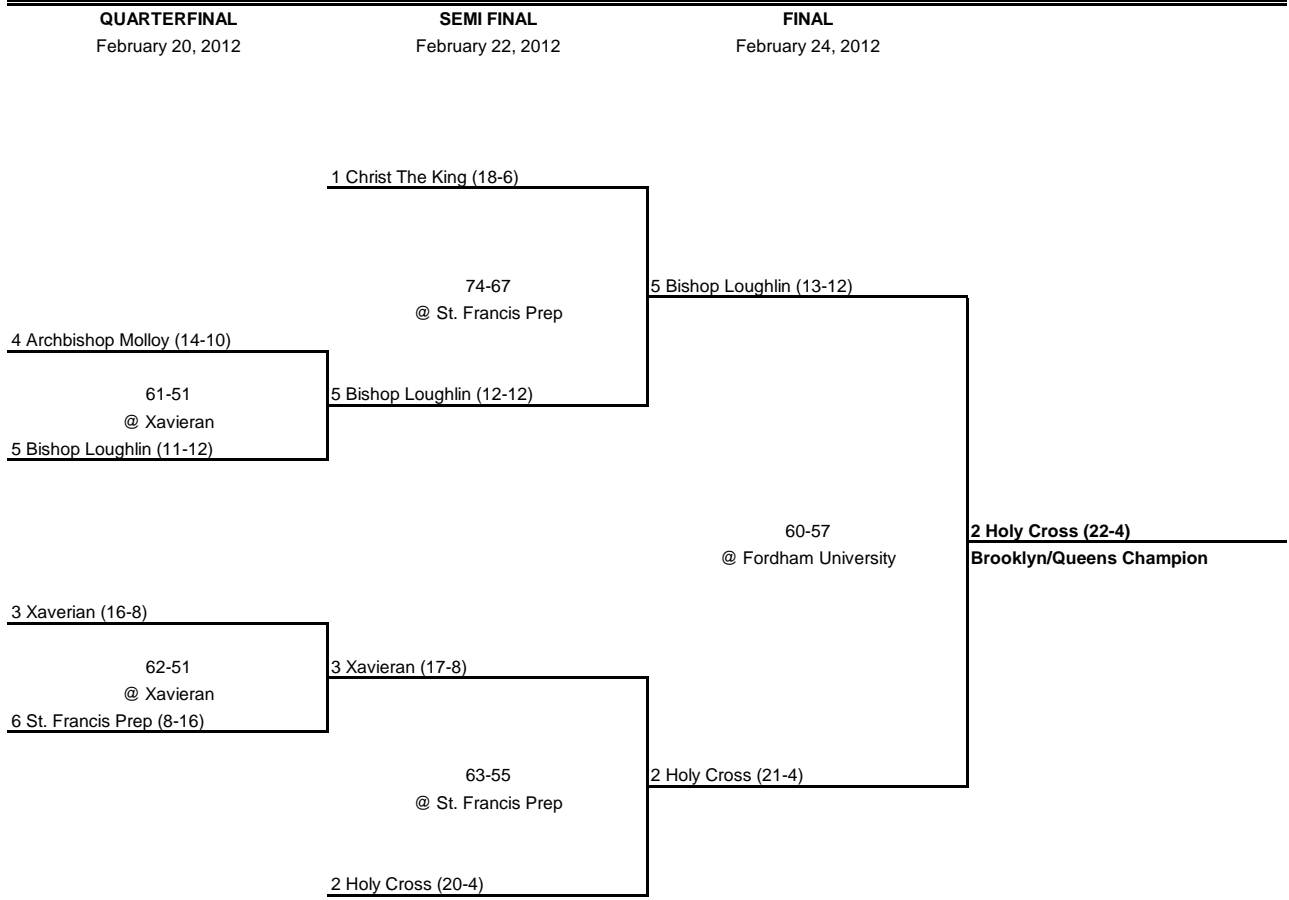 QUARTERFINAL SEMI FINAL FINAL
February 20, 2012 February 22, 2012 February 24, 2012
1 Christ The King (18-6)
74-67 5 Bishop Loughlin (13-12)
@ St. Francis Prep
4 Archbishop Molloy (14-10)
61-51 5 Bishop Loughlin (12-12)
@ Xavieran
5 Bishop Loughlin (11-12)
60-57 2 Holy Cross (22-4)
@ Fordham University Brooklyn/Queens Champion
3 Xaverian (16-8)
62-51 3 Xavieran (17-8)
@ Xavieran
6 St. Francis Prep (8-16)
63-55 2 Holy Cross (21-4)
@ St. Francis Prep
2 Holy Cross (20-4)